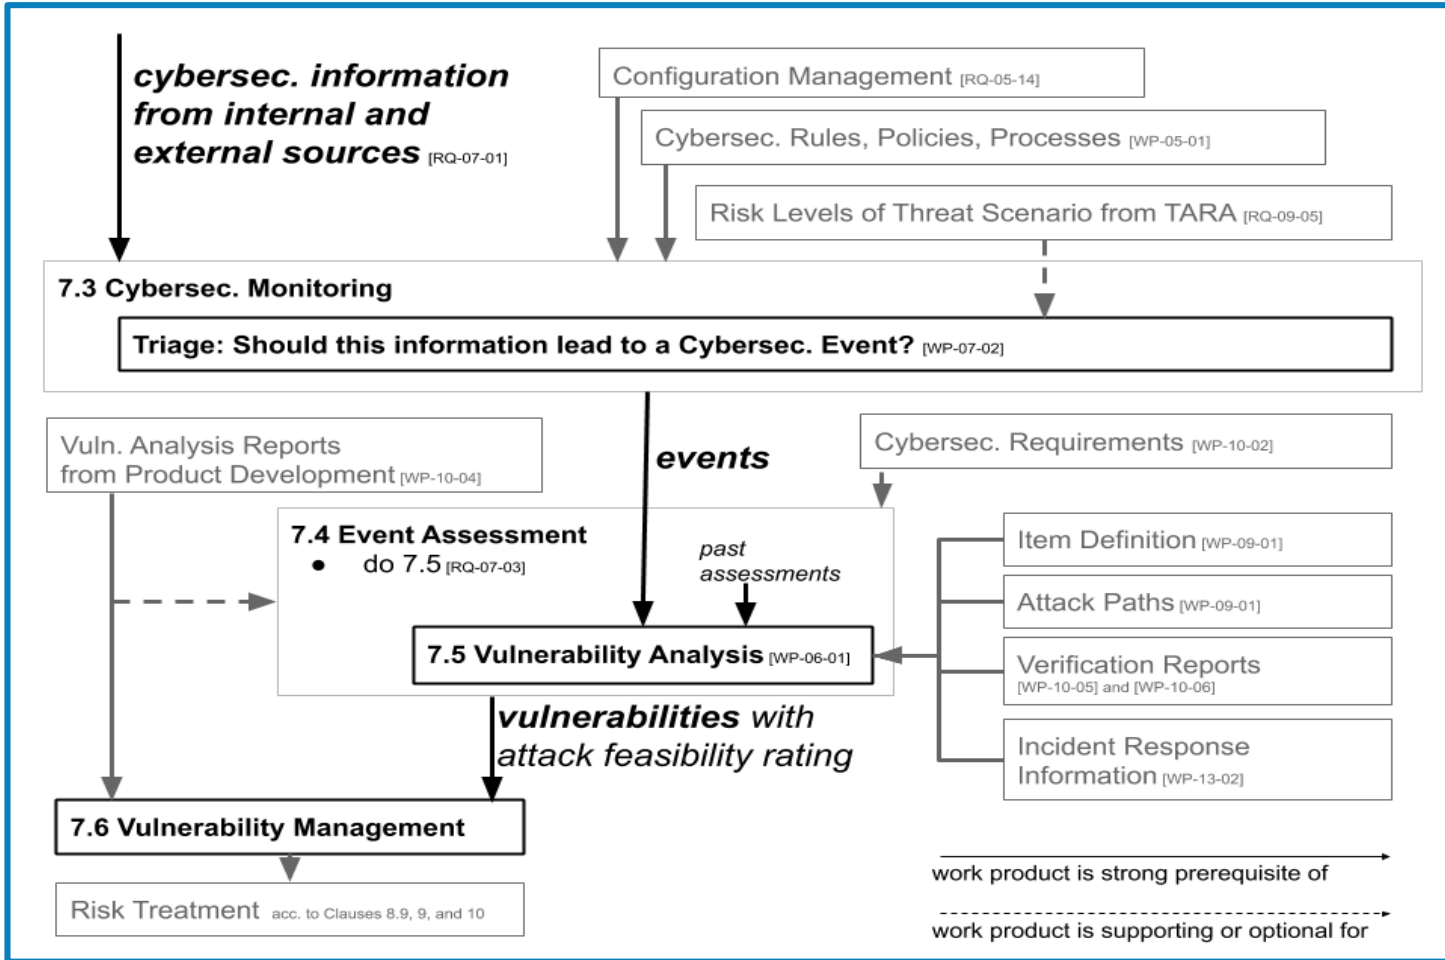 cybersec. information
from internal and
external sources [RQ-07-01]
Configuration Management [RQ-05-14]
Cybersec. Rules, Policies, Processes [WP-05-01]
Risk Levels of Threat Scenario from TARA [RQ-09-05]
7.3 Cybersec. Monitoring
Triage: Should this information lead to a Cybersec. Event? [WP-07-02]
Vuln. Analysis Reports
from Product Development [WP-10-04]
events
Cybersec. Requirements [WP-10-02]
7.4 Event Assessment
● do 7.5 [RQ-07-03]
past
assessments
7.5 Vulnerability Analysis [WP-06-01]
Item Definition [WP-09-01]
Attack Paths [WP-09-01]
Verification Reports
[WP-10-05] and [WP-10-06]
Incident Response
Information [WP-13-02]
vulnerabilities with
attack feasibility rating
7.6 Vulnerability Management
Risk Treatment acc. to Clauses 8.9, 9, and 10
work product is strong prerequisite of
work product is supporting or optional for